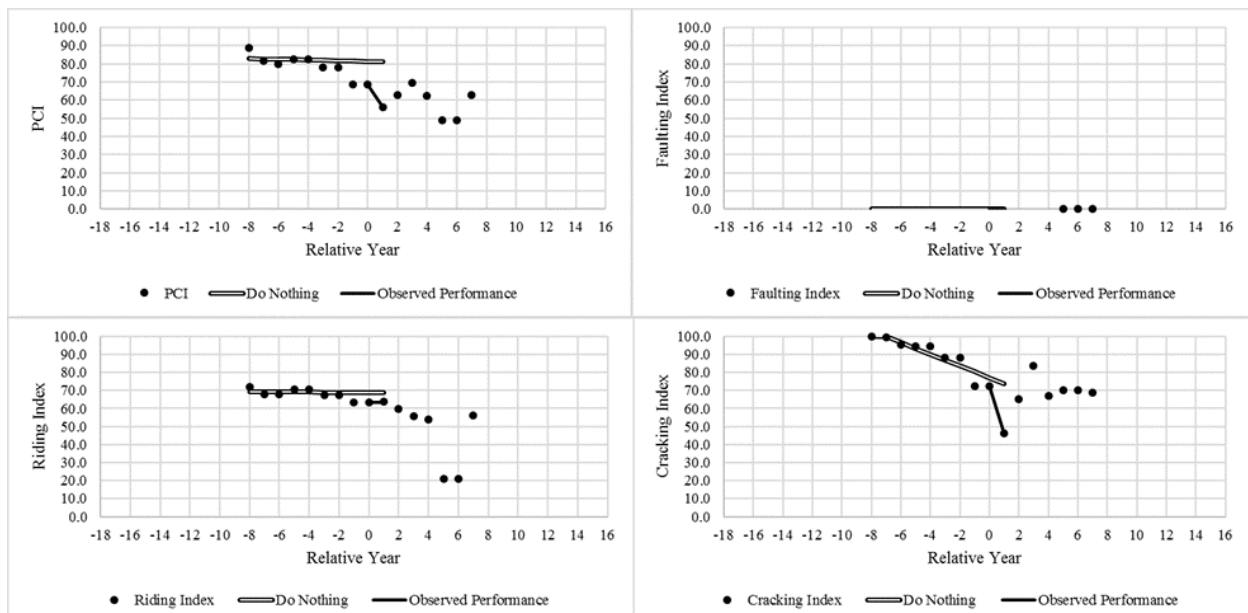 100.0
90.0
80.0
70.0
60.0
50.0
40.0
30.0
20.0
10.0
0.0
PCI
-18 -16 -14 -12 -10 -8 -6 -4 -2 0 2 4 6 8 10 12 14 16
Relative Year
PCI Do Nothing Observed Performance
100.0
90.0
80.0
70.0
60.0
50.0
40.0
30.0
20.0
10.0
0.0
Faulting Index
-18 -16 -14 -12 -10 -8 -6 -4 -2 0 2 4 6 8 10 12 14 16
Relative Year
Faulting Index Do Nothing Observed Performance
100.0
90.0
80.0
70.0
60.0
50.0
40.0
30.0
20.0
10.0
0.0
Riding Index
-18 -16 -14 -12 -10 -8 -6 -4 -2 0 2 4 6 8 10 12 14 16
Relative Year
Riding Index Do Nothing Observed Performance
100.0
90.0
80.0
70.0
60.0
50.0
40.0
30.0
20.0
10.0
0.0
Cracking Index
-18 -16 -14 -12 -10 -8 -6 -4 -2 0 2 4 6 8 10 12 14 16
Relative Year
Cracking Index Do Nothing Observed Performance